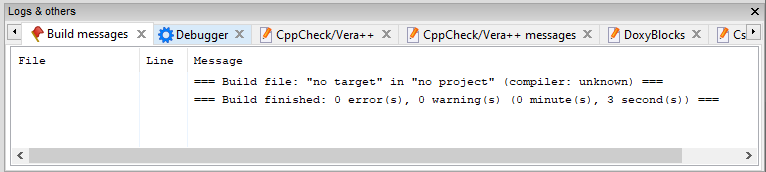 Logs & others
Build messages Debugger CppCheck/Vera++ CppCheck/Vera++ messages DoxyBlocks Cs
File Line Message
=== Build file: "no target" in "no project" (compiler: unknown) ===
=== Build finished: 0 error(s), 0 warning(s) (0 minute(s), 3 second(s)) ===